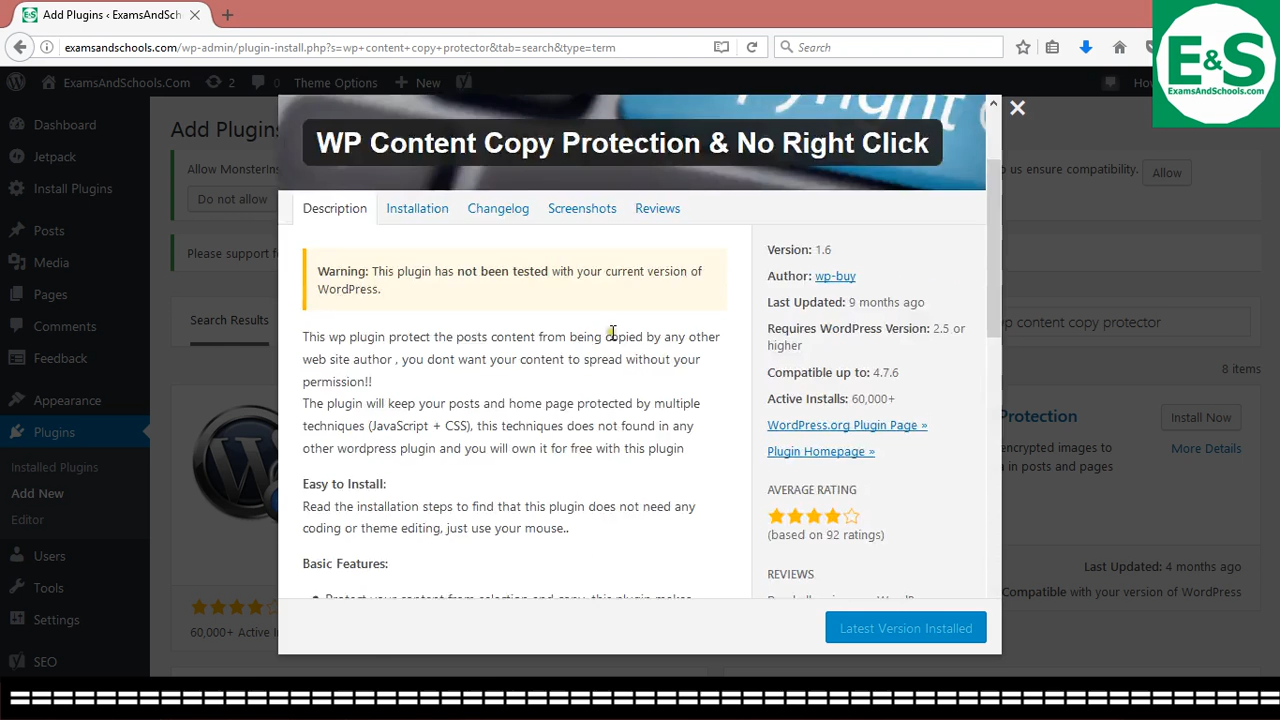 Add Plugins ‹ ExamsAndSch
examsandschools.com/wp-admin/plugin-install.php?s=wp+content+copy+protector&tab=search&type=term
Search
E&S
ExamsAndSchools.com
ExamsAndSchools.Com
2
0
New
Theme Options
How
Dashboard
Jetpack
Install Plugins
Posts
Media
Pages
Comments
Feedback
Appearance
Plugins
Installed Plugins
Add New
Editor
Users
Tools
Settings
SEO
Add Plugins
Allow Monsterin
us ensure compatibility.
Allow
Do not allow
Please support f
Search Results
wp content copy protector
8 items
60,000+ Active I
Protection
Install Now
More Details
encrypted images to
a in posts and pages
Last Updated: 4 months ago
Compatible with your version of WordPress
WP Content Copy Protection & No Right Click
Description
Installation
Changelog
Screenshots
Reviews
Warning: This plugin has not been tested with your current version of
WordPress.
This wp plugin protect the posts content from being copied by any other
web site author , you dont want your content to spread without your
permission!!
The plugin will keep your posts and home page protected by multiple
techniques (JavaScript + CSS), this techniques does not found in any
other wordpress plugin and you will own it for free with this plugin
Easy to Install:
Read the installation steps to find that this plugin does not need any
coding or theme editing, just use your mouse..
Basic Features:
Version: 1.6
Author: wp-buy
Last Updated: 9 months ago
Requires WordPress Version: 2.5 or
higher
Compatible up to: 4.7.6
Active Installs: 60,000+
WordPress.org Plugin Page »
Plugin Homepage »
AVERAGE RATING
(based on 92 ratings)
REVIEWS
Latest Version Installed